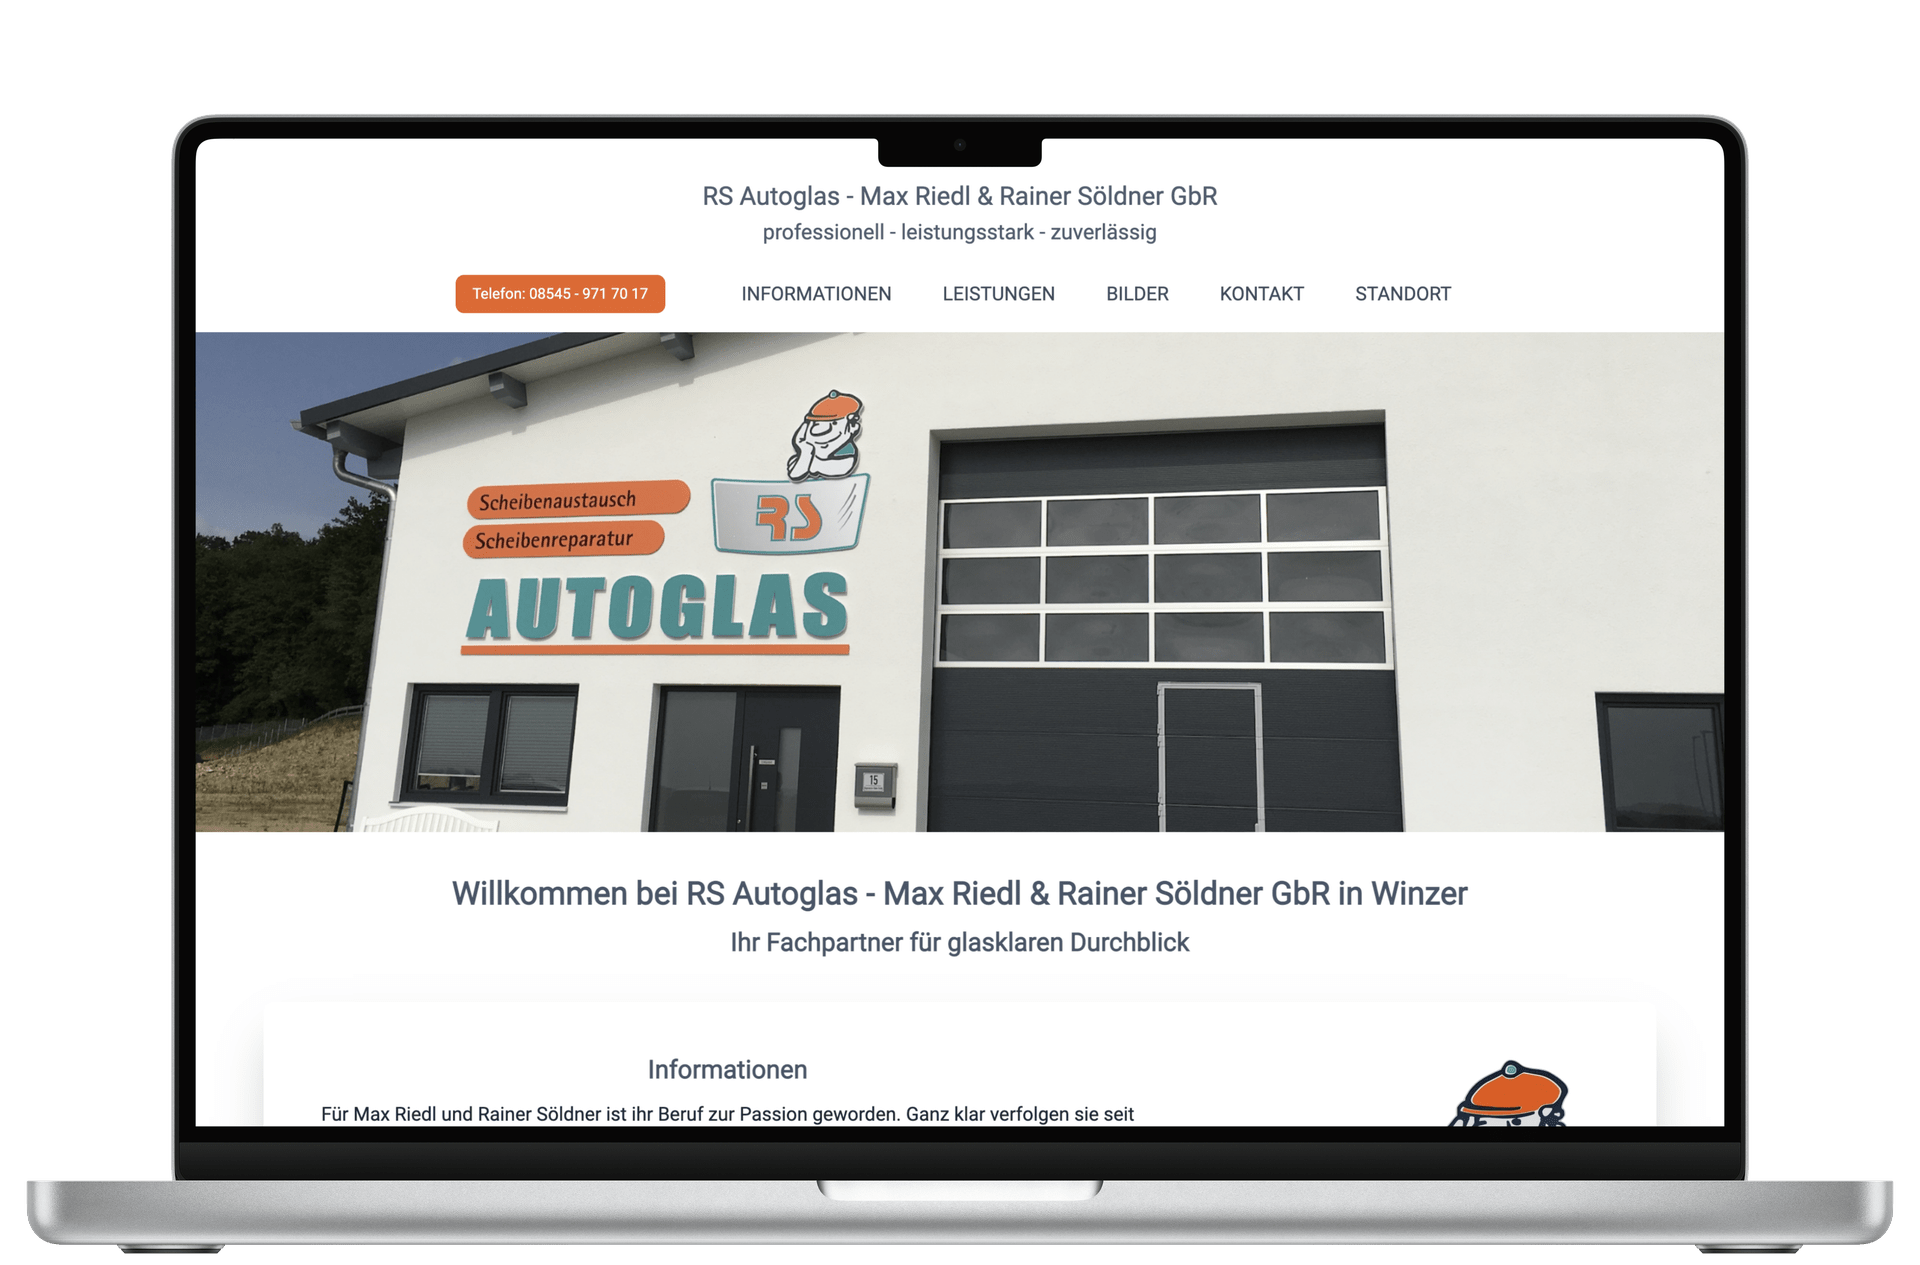 RS Autoglas - Max Riedl & Rainer Söldner GbR
professionell - leistungsstark - zuverlässig
Telefon: 08545 - 971 70 17 INFORMATIONEN LEISTUNGEN BILDER KONTAKT STANDORT
Scheibenaustausch
Scheibenreparatur
RS
AUTOGLAS
15
Willkommen bei RS Autoglas - Max Riedl & Rainer Söldner GbR in Winzer
Ihr Fachpartner für glasklaren Durchblick
Informationen
Für Max Riedl und Rainer Söldner ist ihr Beruf zur Passion geworden. Ganz klar verfolgen sie seit